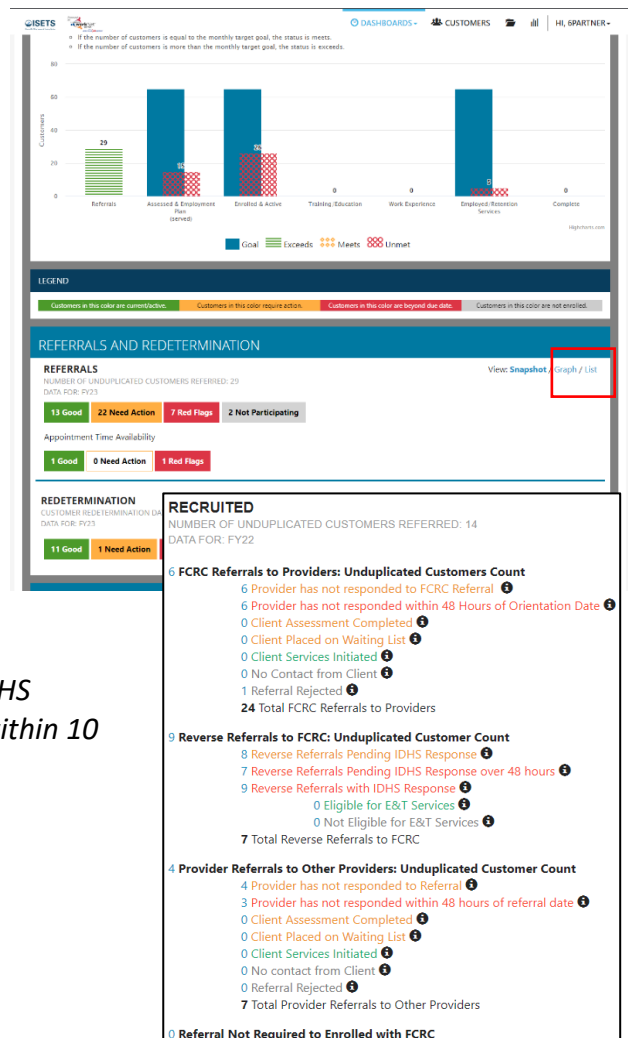 ISETS
DASHBOARDS
CUSTOMERS
HI, 6PARTNER
If the number of customers is equal to the monthly target goal, the status is meets.
If the number of customers is more than the monthly target goal, the status is exceeds.
80
60
40
20
0
Customers
29
15
0
0
8
0
Referrals
Assessed & Employment Plan (served)
Enrolled & Active
Training/Education
Work Experience
Employed/Retention Services
Complete
Highcharts.com
Goal
Exceeds
Meets
Unmet
LEGEND
Customers in this color are current/active.
Customers in this color require action.
Customers in this color are beyond due date.
Customers in this color are not enrolled.
REFERRALS AND REDETERMINATION
REFERRALS
View: Snapshot / Graph / List
NUMBER OF UNDUPLICATED CUSTOMERS REFERRED: 29
DATA FOR: FY23
13 Good
22 Need Action
7 Red Flags
2 Not Participating
Appointment Time Availability
1 Good
0 Need Action
1 Red Flags
REDETERMINATION
CUSTOMER REDETERMINATION DA
DATA FOR: FY23
11 Good
1 Need Action
HS
ithin 10
RECRUITED
NUMBER OF UNDUPLICATED CUSTOMERS REFERRED: 14
DATA FOR: FY22
6 FCRC Referrals to Providers: Unduplicated Customers Count
6 Provider has not responded to FCRC Referral
6 Provider has not responded within 48 Hours of Orientation Date
0 Client Assessment Completed
0 Client Placed on Waiting List
0 Client Services Initiated
0 No Contact from Client
1 Referral Rejected
24 Total FCRC Referrals to Providers
9 Reverse Referrals to FCRC: Unduplicated Customer Count
8 Reverse Referrals Pending IDHS Response
7 Reverse Referrals Pending IDHS Response over 48 hours
9 Reverse Referrals with IDHS Response
0 Eligible for E&T Services
0 Not Eligible for E&T Services
7 Total Reverse Referrals to FCRC
4 Provider Referrals to Other Providers: Unduplicated Customer Count
4 Provider has not responded to Referral
3 Provider has not responded within 48 hours of referral date
0 Client Assessment Completed
0 Client Placed on Waiting List
0 Client Services Initiated
0 No contact from Client
0 Referral Rejected
7 Total Provider Referrals to Other Providers
0 Referral Not Required to Enrolled with FCRC